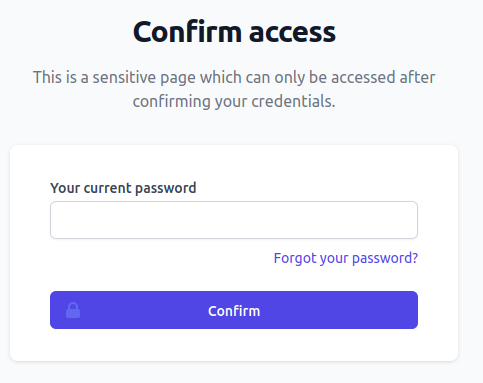 Confirm access
This is a sensitive page which can only be accessed after
confirming your credentials.
Your current password
Forgot your password?
Confirm